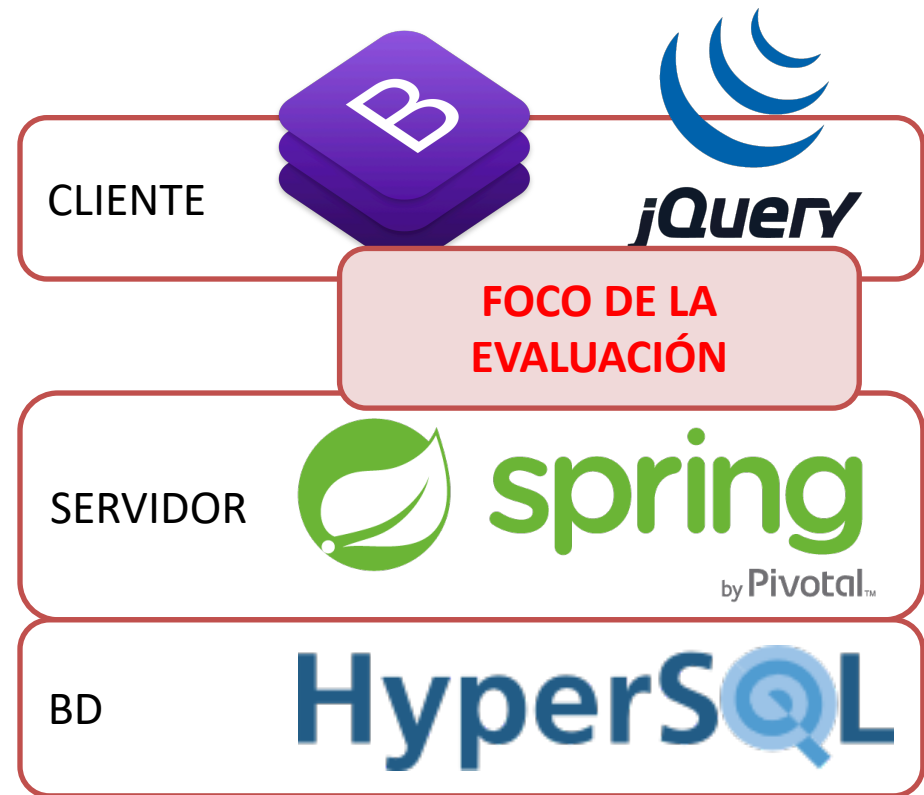 B
CLIENTE
jQuery
FOCO DE LA
EVALUACIÓN
SERVIDOR
spring
by Pivotal™
BD
HyperSQL